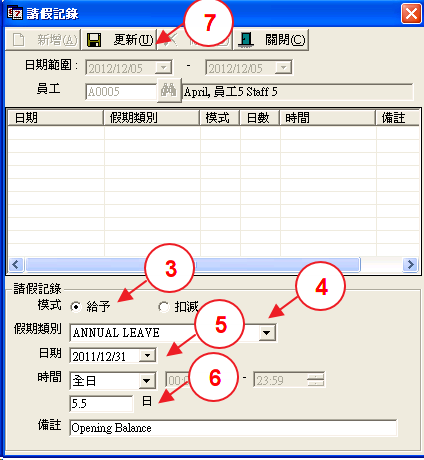 請假記錄
7
新增(A) 更新(U) 關閉(C)
日期範圍 : 2012/12/05 - 2012/12/05
員工 A0005 April, 員工5 Staff 5
日期 假期類別 模式 日數 時間 備註
3
請假記錄
模式 給予 扣減
4
假期類別 ANNUAL LEAVE
5
日期 2011/12/31
時間 全日 - 23:59
6
5.5 日
備註 Opening Balance